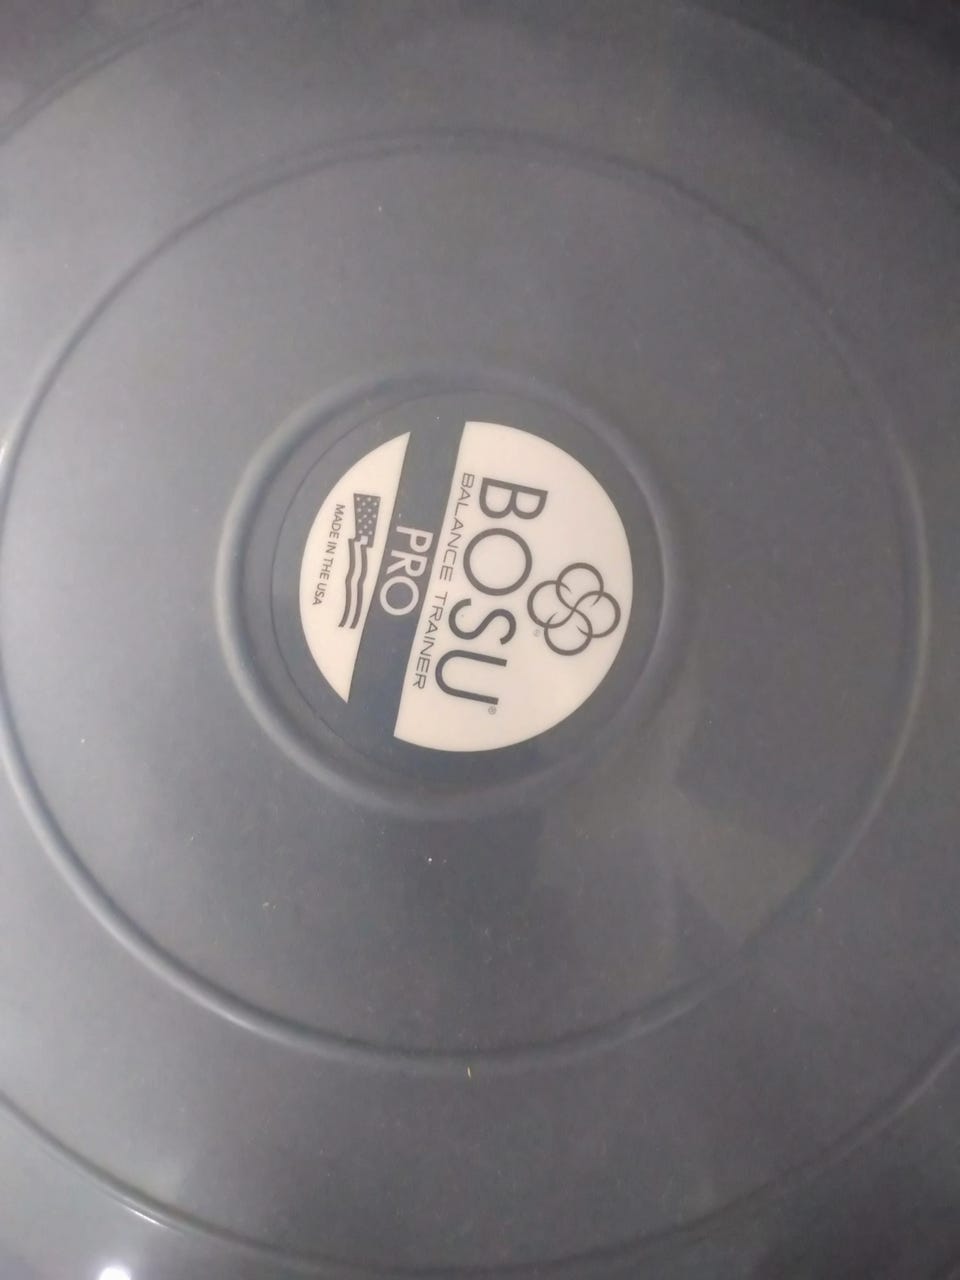 BOSU®
BALANCE TRAINER
PRO
MADE IN THE USA